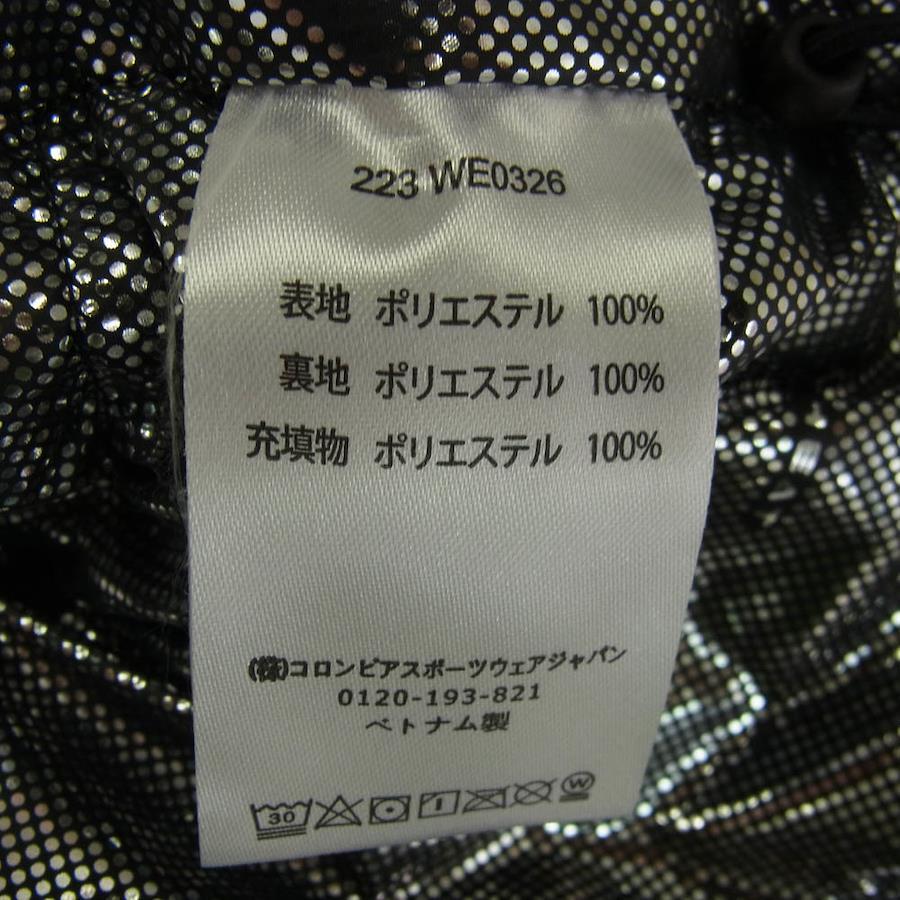 223 WE0326
表地 ポリエステル 100%
裏地 ポリエステル 100%
充填物 ポリエステル 100%
(株)コロンビアスポーツウェアジャパン
0120-193-821
ベトナム製
30 W